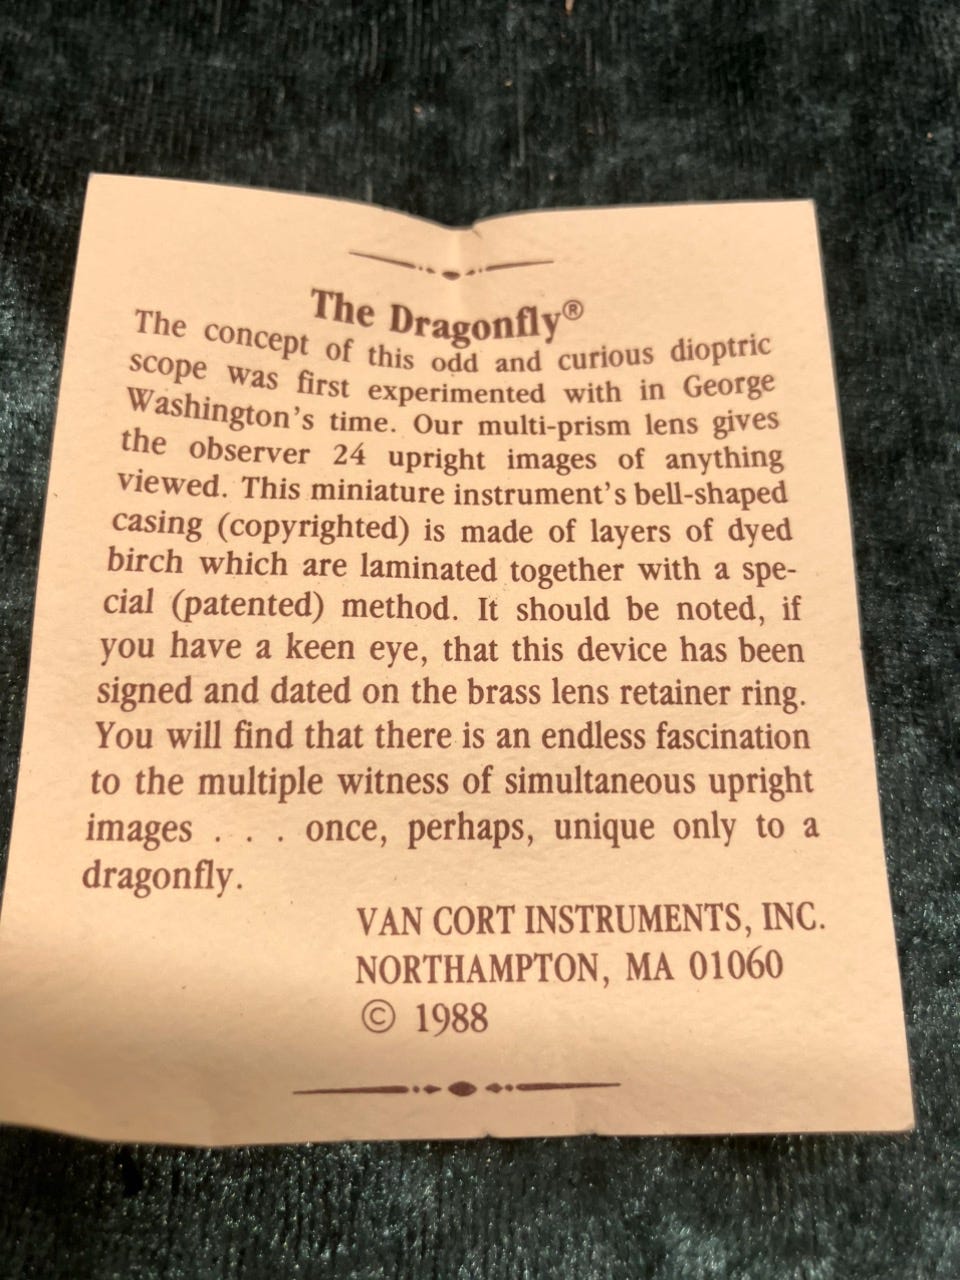 The Dragonfly®
The concept of this odd and curious dioptric
scope was first experimented with in George
Washington's time. Our multi-prism lens gives
the observer 24 upright images of anything
viewed. This miniature instrument's bell-shaped
casing (copyrighted) is made of layers of dyed
birch which are laminated together with a spe-
cial (patented) method. It should be noted, if
you have a keen eye, that this device has been
signed and dated on the brass lens retainer ring.
You will find that there is an endless fascination
to the multiple witness of simultaneous upright
images . . . once, perhaps, unique only to a
dragonfly.
VAN CORT INSTRUMENTS, INC.
NORTHAMPTON, MA 01060
© 1988